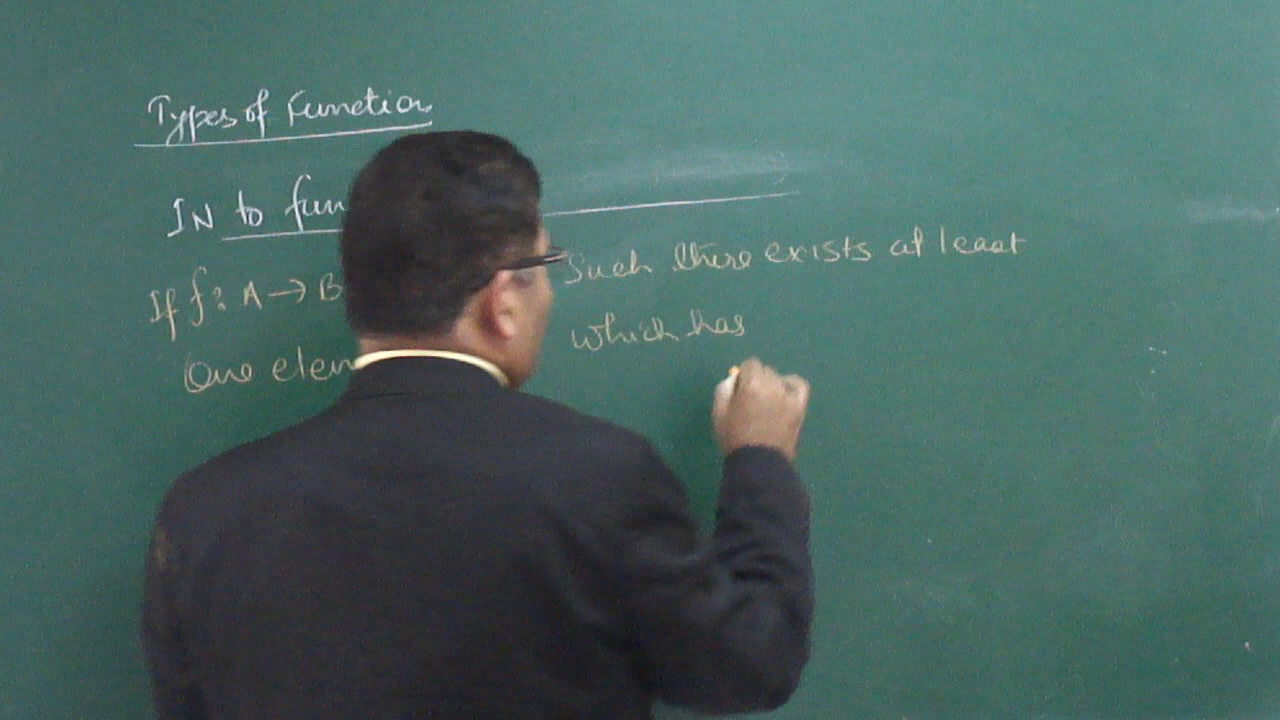 Types of Function
IN to fun
If f: A → B Such there exists at least
One elem which has